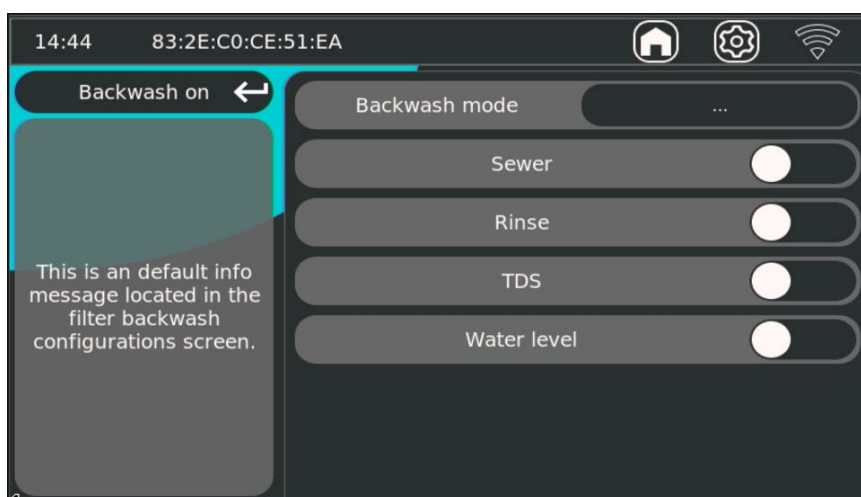 14:44 83:2E:C0:CE:51:EA
Backwash on
This is an default info
message located in the
filter backwash
configurations screen.
Backwash mode ...
Sewer
Rinse
TDS
Water level